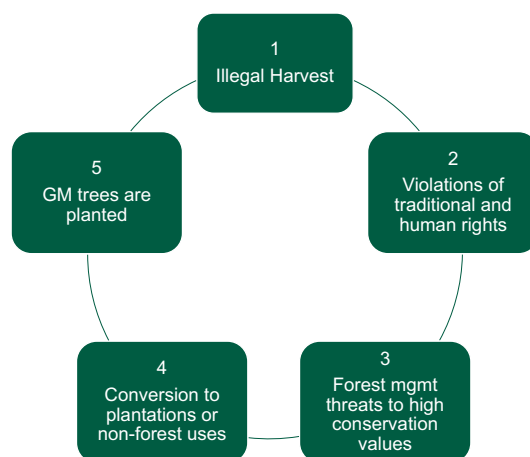 1
Illegal Harvest
2
Violations of
traditional and
human rights
3
Forest mgmt
threats to high
conservation
values
4
Conversion to
plantations or
non-forest uses
5
GM trees are
planted